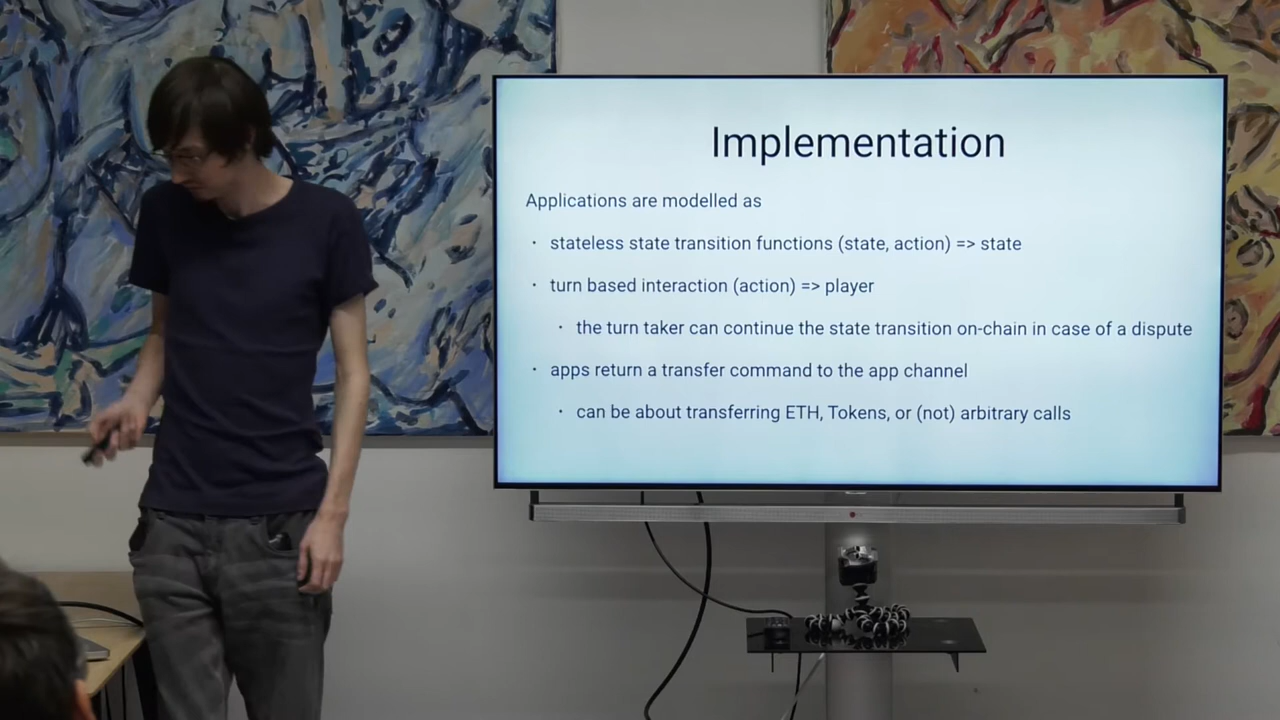 Implementation
Applications are modelled as
· stateless state transition functions (state, action) => state
· turn based interaction (action) => player
· the turn taker can continue the state transition on-chain in case of a dispute
· apps return a transfer command to the app channel
· can be about transferring ETH, Tokens, or (not) arbitrary calls